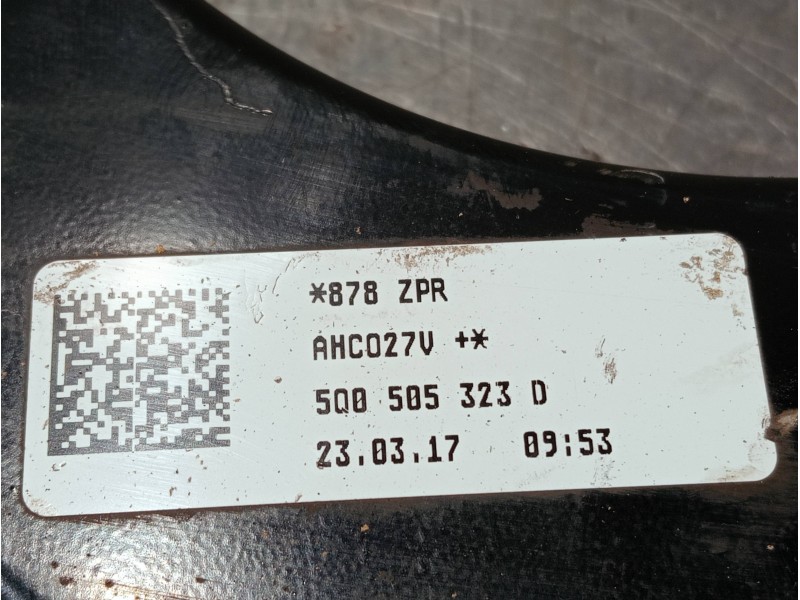 *878 ZPR
AHC027V +*
5Q0 505 323 D
23.03.17 09:53